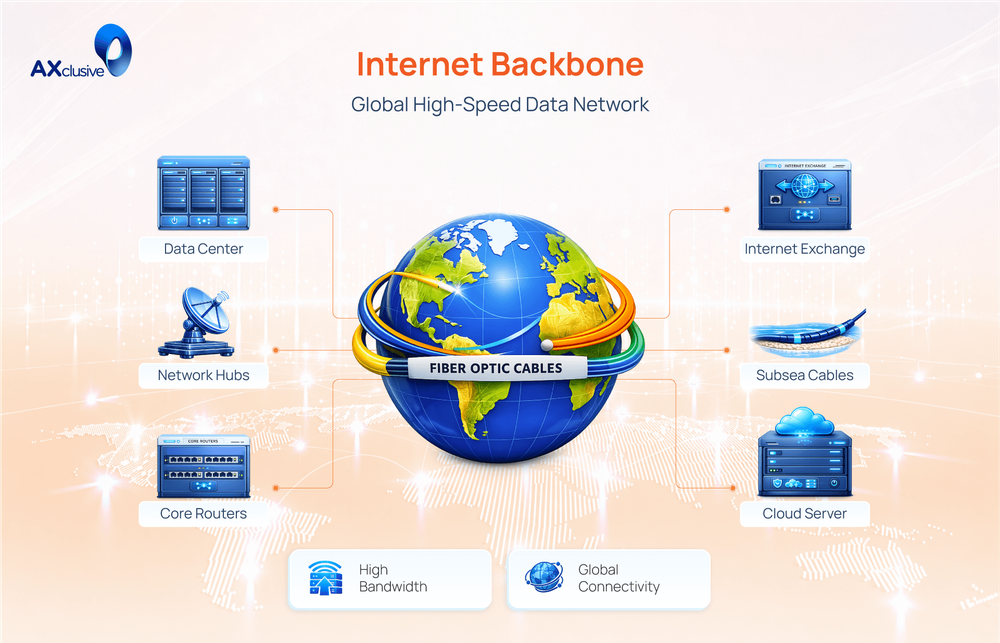 AXclusive
Internet Backbone
Global High-Speed Data Network
Data Center
INTERNET EXCHANGE
Internet Exchange
Network Hubs
FIBER OPTIC CABLES
Subsea Cables
CORE ROUTERS
Core Routers
Cloud Server
High
Bandwidth
Global
Connectivity